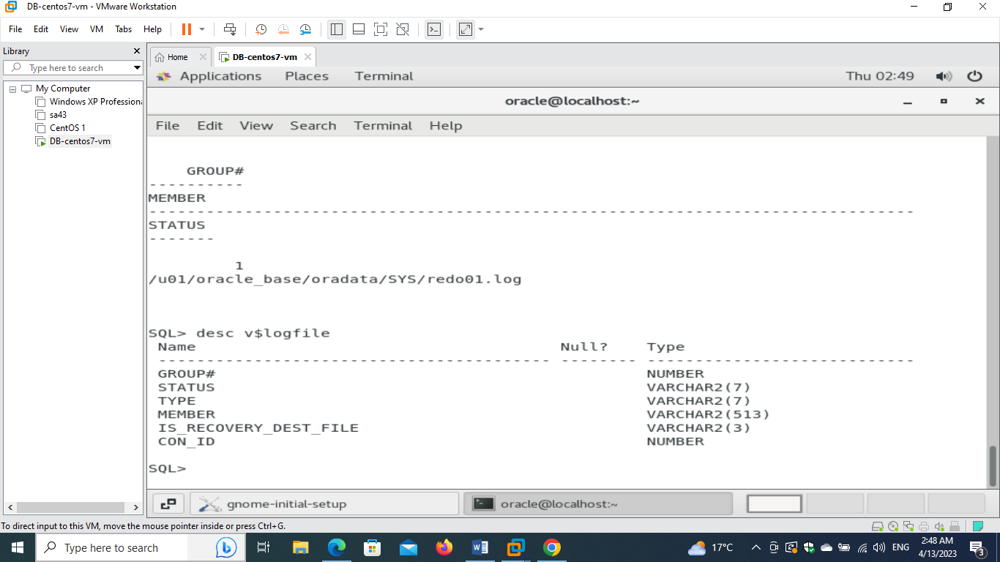 DB-centos7-vm - VMware Workstation
File Edit View VM Tabs Help
Library
Type here to search
My Computer
Windows XP Professiona
sa43
CentOS 1
DB-centos7-vm
Home DB-centos7-vm
Applications Places Terminal Thu 02:49
oracle@localhost:~
File Edit View Search Terminal Help
GROUP#
----------
MEMBER
--------------------------------------------------------------------------------
STATUS
-------
1
/u01/oracle_base/oradata/SYS/redo01.log
SQL> desc v$logfile
Name Null? Type
----------------------------------------- -------- ----------------------------
GROUP# NUMBER
STATUS VARCHAR2(7)
TYPE VARCHAR2(7)
MEMBER VARCHAR2(513)
IS_RECOVERY_DEST_FILE VARCHAR2(3)
CON_ID NUMBER
SQL>
gnome-initial-setup oracle@localhost:~
To direct input to this VM, move the mouse pointer inside or press Ctrl+G.
Type here to search 17°C ENG 2:48 AM
4/13/2023 3